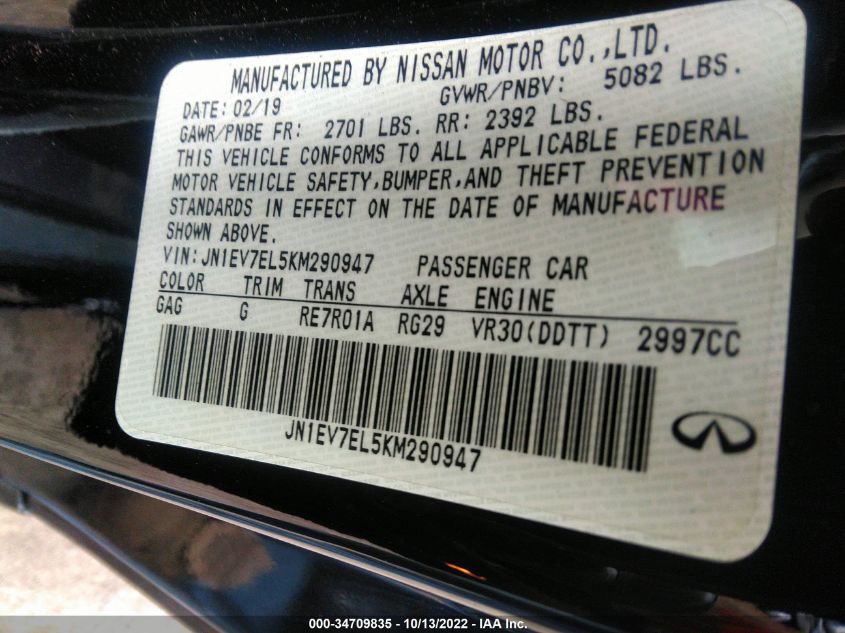 MANUFACTURED BY NISSAN MOTOR CO.,LTD.
DATE: 02/19 GVWR/PNBV: 5082 LBS.
GAWR/PNBE FR: 2701 LBS. RR: 2392 LBS.
THIS VEHICLE CONFORMS TO ALL APPLICABLE FEDERAL
MOTOR VEHICLE SAFETY,BUMPER,AND THEFT PREVENTION
STANDARDS IN EFFECT ON THE DATE OF MANUFACTURE
SHOWN ABOVE.
VIN:JN1EV7EL5KM290947 PASSENGER CAR
COLOR TRIM TRANS AXLE ENGINE
GAG G RE7R01A RG29 VR30(DDTT) 2997CC
JN1EV7EL5KM290947
000-34709835 - 10/13/2022 - IAA Inc.